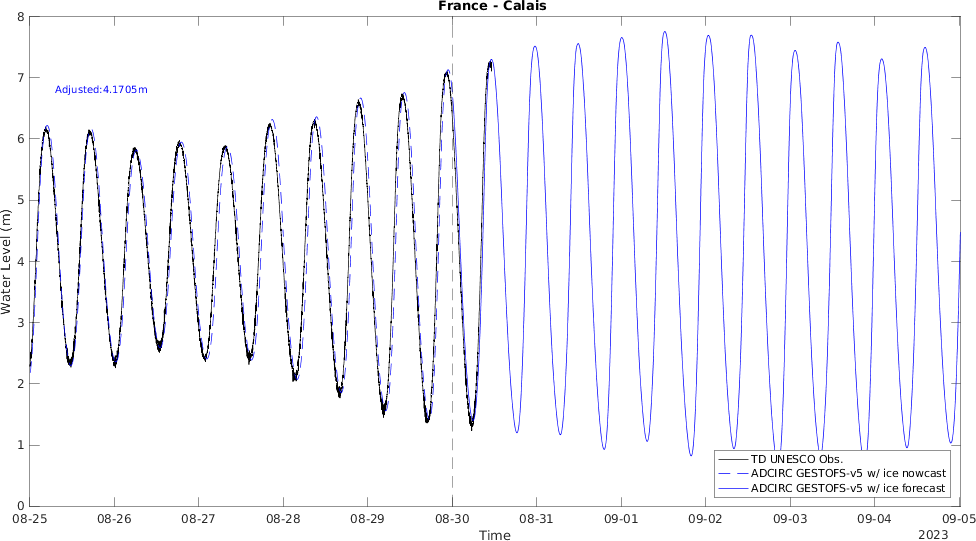 France - Calais
8
7
6
5
4
3
2
1
0
Water Level (m)
Adjusted:4.1705m
TD UNESCO Obs.
ADCIRC GESTOFS-v5 w/ ice nowcast
ADCIRC GESTOFS-v5 w/ ice forecast
08-25 08-26 08-27 08-28 08-29 08-30 08-31 09-01 09-02 09-03 09-04 09-05
Time
2023